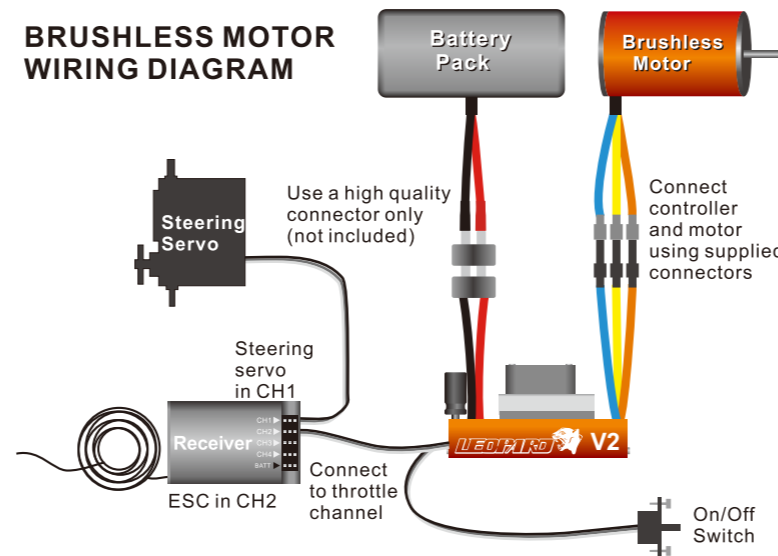 BRUSHLESS MOTOR
WIRING DIAGRAM
Battery
Pack
Brushless
Motor
Steering
Servo
Use a high quality
connector only
(not included)
Connect
controller
and motor
using supplied
connectors
Steering
servo
in CH1
Receiver
CH1
CH2
CH3
CH4
BATT
LEOPARD V2
ESC in CH2
Connect
to throttle
channel
On/Off
Switch